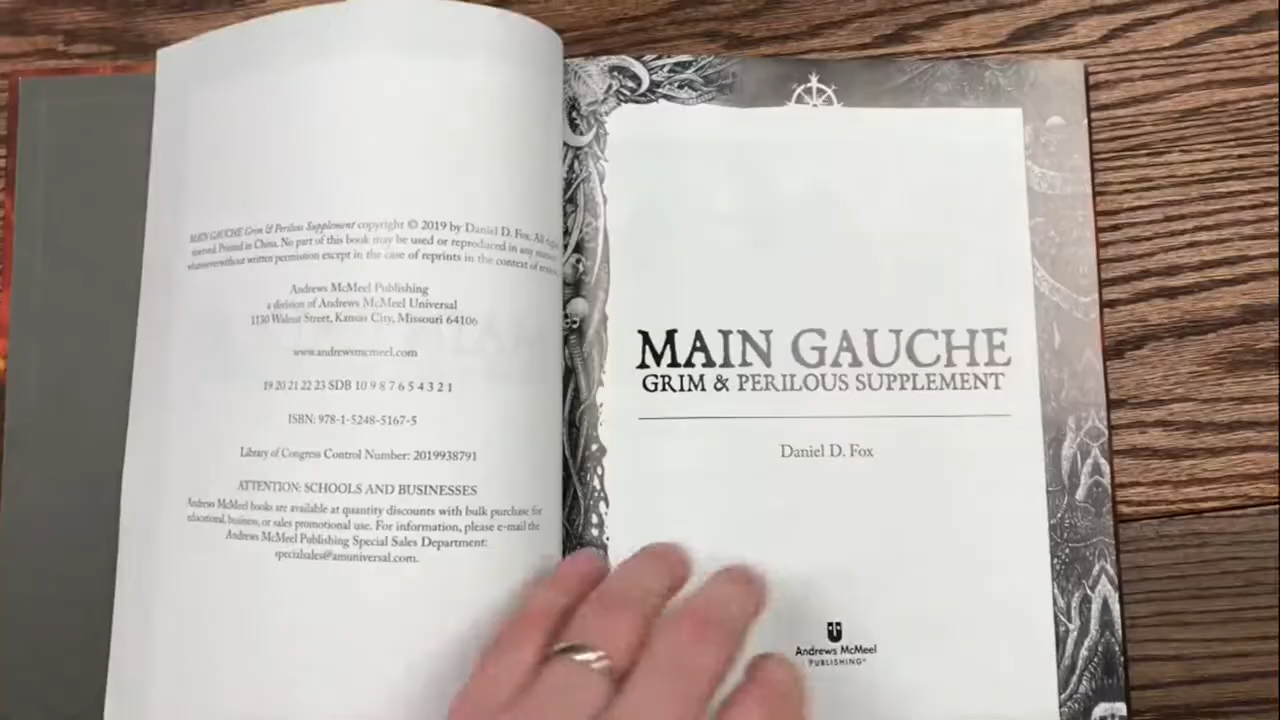 MAIN GAUCHE Grim & Perilous Supplement copyright © 2019 by Daniel D. Fox. All
reserved. Printed in China. No part of this book may be used or reproduced in any
whatsoever without written permission except in the case of reprints in the context of
Andrews McMeel Publishing
a division of Andrews McMeel Universal
1130 Walnut Street, Kansas City, Missouri 64106
www.andrewsmcmeel.com
19 20 21 22 23 SDB 10 9 8 7 6 5 4 3 2 1
ISBN: 978-1-5248-5167-5
Library of Congress Control Number: 2019938791
ATTENTION: SCHOOLS AND BUSINESSES
Andrews McMeel books are available at quantity discounts with bulk purchase for
educational, business, or sales promotional use. For information, please e-mail the
Andrews McMeel Publishing Special Sales Department:
specialsales@amuniversal.com.
MAIN GAUCHE
GRIM & PERILOUS SUPPLEMENT
Daniel D. Fox
Andrews McMeel
PUBLISHING®